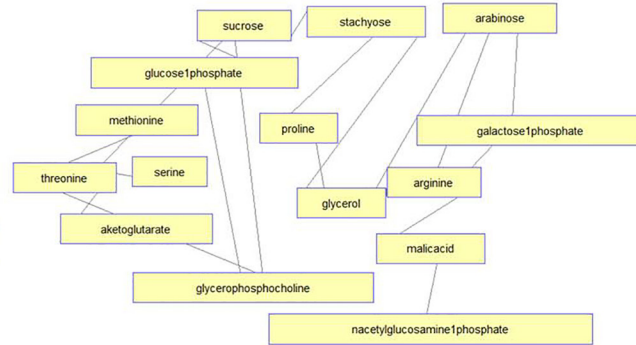 sucrose
stachyose
arabinose
glucose1phosphate
methionine
proline
galactose1phosphate
threonine
serine
glycerol
arginine
aketoglutarate
malicacid
glycerophosphocholine
nacetylglucosamine1phosphate